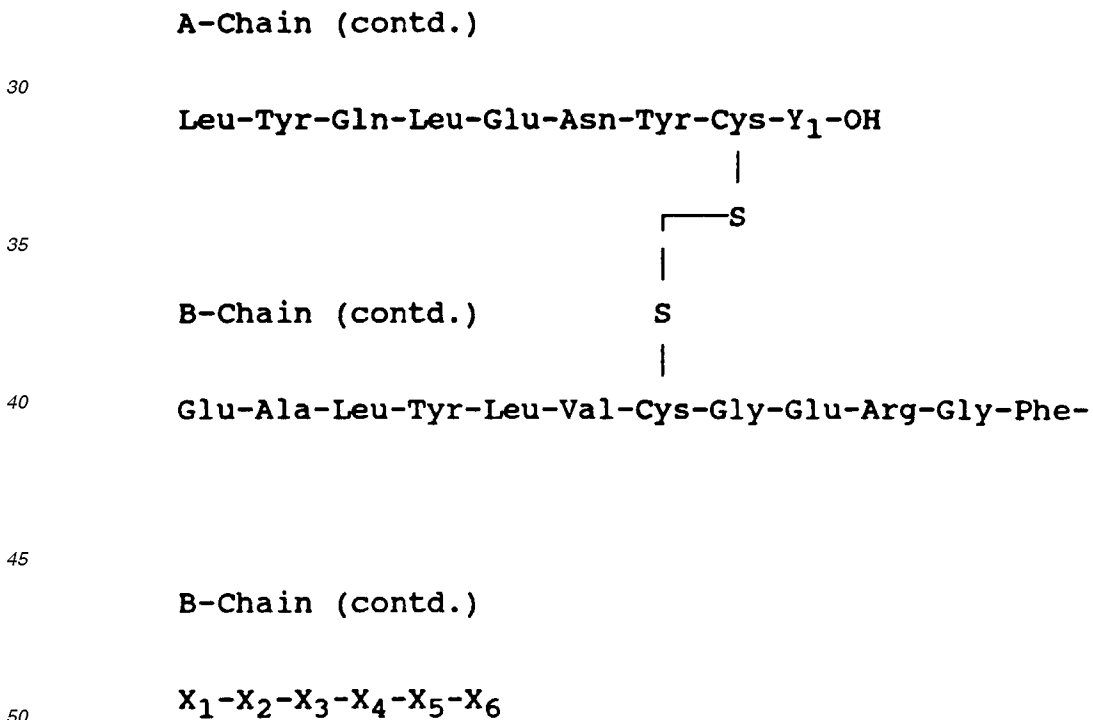 A-Chain (contd.)
30
Leu-Tyr-Gln-Leu-Glu-Asn-Tyr-Cys-Y1-OH
S
35
B-Chain (contd.) S
40
Glu-Ala-Leu-Tyr-Leu-Val-Cys-Gly-Glu-Arg-Gly-Phe-
45
B-Chain (contd.)
X1-X2-X3-X4-X5-X6
50